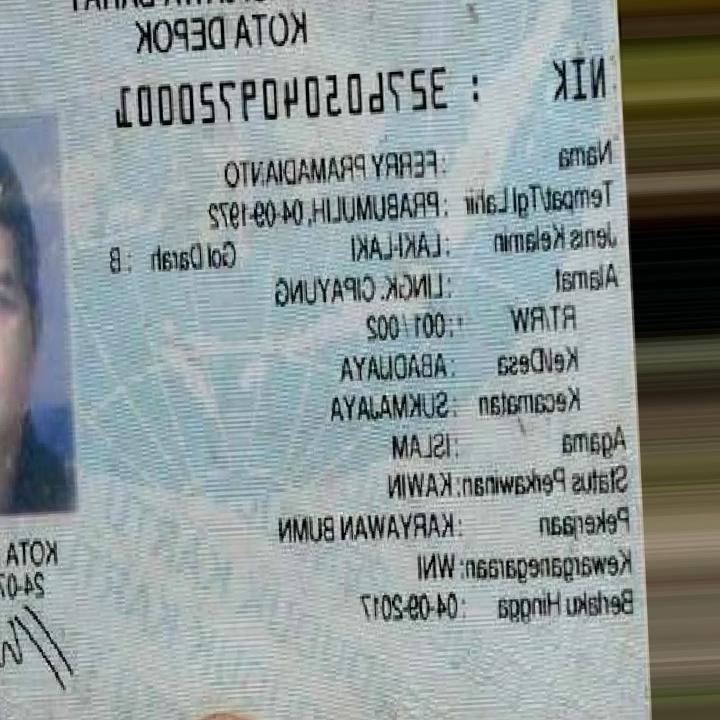 KOTA DEPOK
NIK : 3276050409720001
Nama : FERRY PRAMADIANTO
Tempat/Tgl Lahir : PRABUMULIH, 04-09-1972
Jenis Kelamin : LAKI-LAKI Gol Darah : B
Alamat : LINGK. CIPAYUNG
RT/RW : 001 / 002
Kel/Desa : ABADIJAYA
Kecamatan : SUKMAJAYA
Agama : ISLAM
Status Perkawinan: KAWIN
Pekerjaan : KARYAWAN BUMN
Kewarganegaraan: WNI
Berlaku Hingga : 04-09-2017
KOTA
24-07